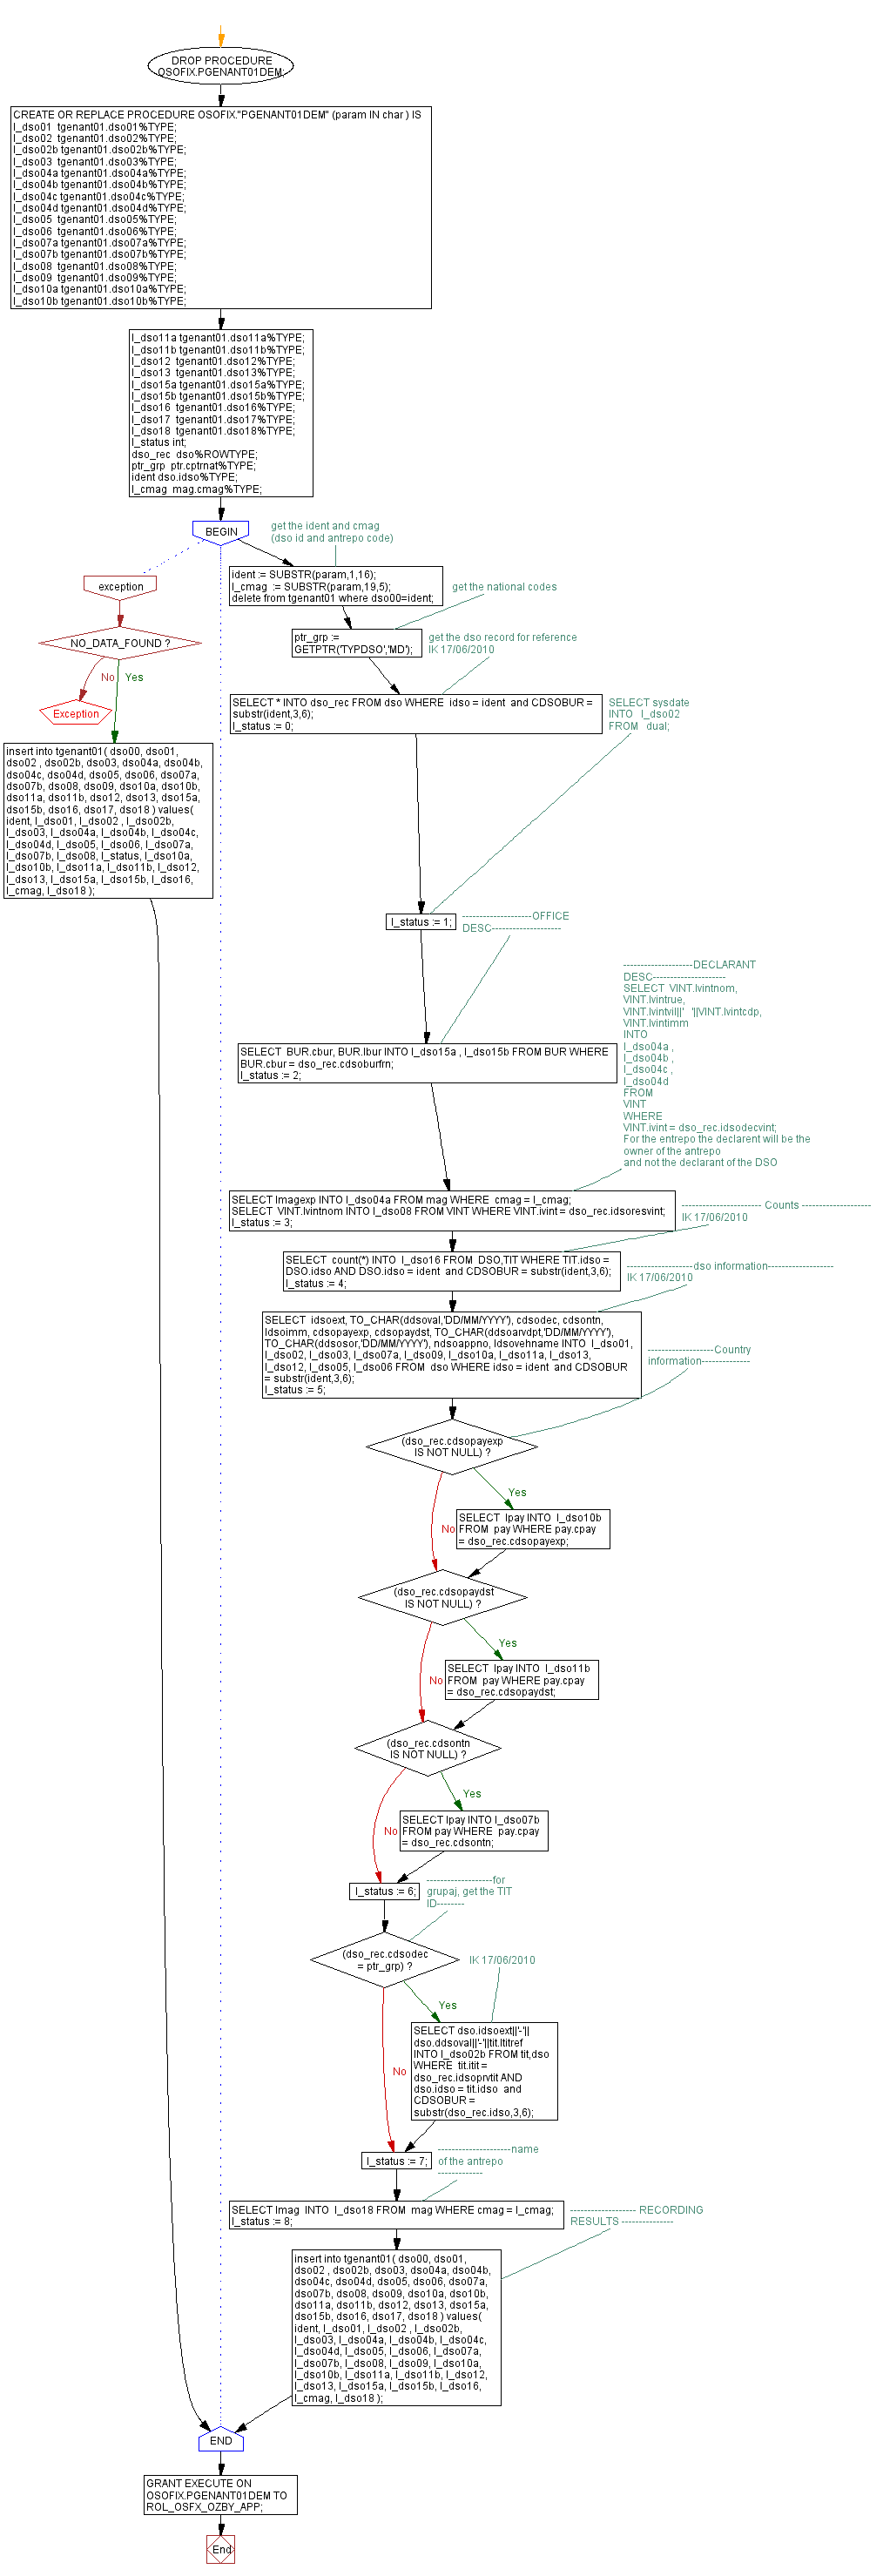 DROP PROCEDURE
OSOFIX.PGENANT01DEM;
CREATE OR REPLACE PROCEDURE OSOFIX."PGENANT01DEM" (param IN char ) IS
l_dso01  tgenant01.dso01%TYPE;
l_dso02  tgenant01.dso02%TYPE;
l_dso02b tgenant01.dso02b%TYPE;
l_dso03  tgenant01.dso03%TYPE;
l_dso04a tgenant01.dso04a%TYPE;
l_dso04b tgenant01.dso04b%TYPE;
l_dso04c tgenant01.dso04c%TYPE;
l_dso04d tgenant01.dso04d%TYPE;
l_dso05  tgenant01.dso05%TYPE;
l_dso06  tgenant01.dso06%TYPE;
l_dso07a tgenant01.dso07a%TYPE;
l_dso07b tgenant01.dso07b%TYPE;
l_dso08  tgenant01.dso08%TYPE;
l_dso09  tgenant01.dso09%TYPE;
l_dso10a tgenant01.dso10a%TYPE;
l_dso10b tgenant01.dso10b%TYPE;
l_dso11a tgenant01.dso11a%TYPE;
l_dso11b tgenant01.dso11b%TYPE;
l_dso12  tgenant01.dso12%TYPE;
l_dso13  tgenant01.dso13%TYPE;
l_dso15a tgenant01.dso15a%TYPE;
l_dso15b tgenant01.dso15b%TYPE;
l_dso16  tgenant01.dso16%TYPE;
l_dso17  tgenant01.dso17%TYPE;
l_dso18  tgenant01.dso18%TYPE;
l_status int;
dso_rec  dso%ROWTYPE;
ptr_grp  ptr.cptrnat%TYPE;
ident dso.idso%TYPE;
l_cmag  mag.cmag%TYPE;
BEGIN
get the ident and cmag
(dso id and antrepo code)
exception
ident := SUBSTR(param,1,16);
l_cmag  := SUBSTR(param,19,5);
delete from tgenant01 where dso00=ident;
get the national codes
NO_DATA_FOUND ?
ptr_grp :=
GETPTR('TYPDSO','MD');
get the dso record for reference
IK 17/06/2010
No
Yes
Exception
SELECT * INTO dso_rec FROM dso WHERE  idso = ident  and CDSOBUR =
substr(ident,3,6);
l_status := 0;
SELECT sysdate
INTO   l_dso02
FROM   dual;
insert into tgenant01( dso00, dso01,
dso02 , dso02b, dso03, dso04a, dso04b,
dso04c, dso04d, dso05, dso06, dso07a,
dso07b, dso08, dso09, dso10a, dso10b,
dso11a, dso11b, dso12, dso13, dso15a,
dso15b, dso16, dso17, dso18 ) values(
ident, l_dso01, l_dso02 , l_dso02b,
l_dso03, l_dso04a, l_dso04b, l_dso04c,
l_dso04d, l_dso05, l_dso06, l_dso07a,
l_dso07b, l_dso08, l_status, l_dso10a,
l_dso10b, l_dso11a, l_dso11b, l_dso12,
l_dso13, l_dso15a, l_dso15b, l_dso16,
l_cmag, l_dso18 );
l_status := 1;
--------------------OFFICE
DESC--------------------
--------------------DECLARANT
DESC---------------------
SELECT  VINT.lvintnom,
VINT.lvintrue,
VINT.lvintvil||'   '||VINT.lvintcdp,
VINT.lvintimm
INTO
l_dso04a ,
l_dso04b ,
l_dso04c ,
l_dso04d
FROM
VINT
WHERE
VINT.ivint = dso_rec.idsodecvint;
For the entrepo the declarent will be the
owner of the antrepo
and not the declarant of the DSO
SELECT  BUR.cbur, BUR.lbur INTO l_dso15a , l_dso15b FROM BUR WHERE
BUR.cbur = dso_rec.cdsoburfrn;
l_status := 2;
SELECT lmagexp INTO l_dso04a FROM mag WHERE  cmag = l_cmag;
SELECT  VINT.lvintnom INTO l_dso08 FROM VINT WHERE VINT.ivint = dso_rec.idsoresvint;
l_status := 3;
----------------------- Counts --------------------
IK 17/06/2010
SELECT  count(*) INTO  l_dso16 FROM  DSO,TIT WHERE TIT.idso =
DSO.idso AND DSO.idso = ident  and CDSOBUR = substr(ident,3,6);
l_status := 4;
-------------------dso information-------------------
IK 17/06/2010
SELECT  idsoext, TO_CHAR(ddsoval,'DD/MM/YYYY'), cdsodec, cdsontn,
ldsoimm, cdsopayexp, cdsopaydst, TO_CHAR(ddsoarvdpt,'DD/MM/YYYY'),
TO_CHAR(ddsosor,'DD/MM/YYYY'), ndsoappno, ldsovehname INTO  l_dso01,
l_dso02, l_dso03, l_dso07a, l_dso09, l_dso10a, l_dso11a, l_dso13,
l_dso12, l_dso05, l_dso06 FROM  dso WHERE idso = ident  and CDSOBUR
= substr(ident,3,6);
l_status := 5;
-------------------Country
information--------------
(dso_rec.cdsopayexp
IS NOT NULL) ?
Yes
No
SELECT  lpay INTO  l_dso10b
FROM  pay WHERE pay.cpay
= dso_rec.cdsopayexp;
(dso_rec.cdsopaydst
IS NOT NULL) ?
Yes
No
SELECT  lpay INTO  l_dso11b
FROM  pay WHERE pay.cpay
= dso_rec.cdsopaydst;
(dso_rec.cdsontn
IS NOT NULL) ?
Yes
No
SELECT lpay INTO l_dso07b
FROM pay WHERE  pay.cpay
= dso_rec.cdsontn;
l_status := 6;
-------------------for
grupaj, get the TIT
ID--------
(dso_rec.cdsodec
= ptr_grp) ?
IK 17/06/2010
Yes
No
SELECT dso.idsoext||'-'||
dso.ddsoval||'-'||tit.ltitref
INTO l_dso02b FROM tit,dso
WHERE  tit.itit =
dso_rec.idsoprvtit AND
dso.idso = tit.idso  and
CDSOBUR =
substr(dso_rec.idso,3,6);
l_status := 7;
---------------------name
of the antrepo
-------------
SELECT lmag  INTO  l_dso18 FROM  mag WHERE cmag = l_cmag;
l_status := 8;
------------------- RECORDING
RESULTS ---------------
insert into tgenant01( dso00, dso01,
dso02 , dso02b, dso03, dso04a, dso04b,
dso04c, dso04d, dso05, dso06, dso07a,
dso07b, dso08, dso09, dso10a, dso10b,
dso11a, dso11b, dso12, dso13, dso15a,
dso15b, dso16, dso17, dso18 ) values(
ident, l_dso01, l_dso02 , l_dso02b,
l_dso03, l_dso04a, l_dso04b, l_dso04c,
l_dso04d, l_dso05, l_dso06, l_dso07a,
l_dso07b, l_dso08, l_dso09, l_dso10a,
l_dso10b, l_dso11a, l_dso11b, l_dso12,
l_dso13, l_dso15a, l_dso15b, l_dso16,
l_cmag, l_dso18 );
END
GRANT EXECUTE ON
OSOFIX.PGENANT01DEM TO
ROL_OSFX_OZBY_APP;
End